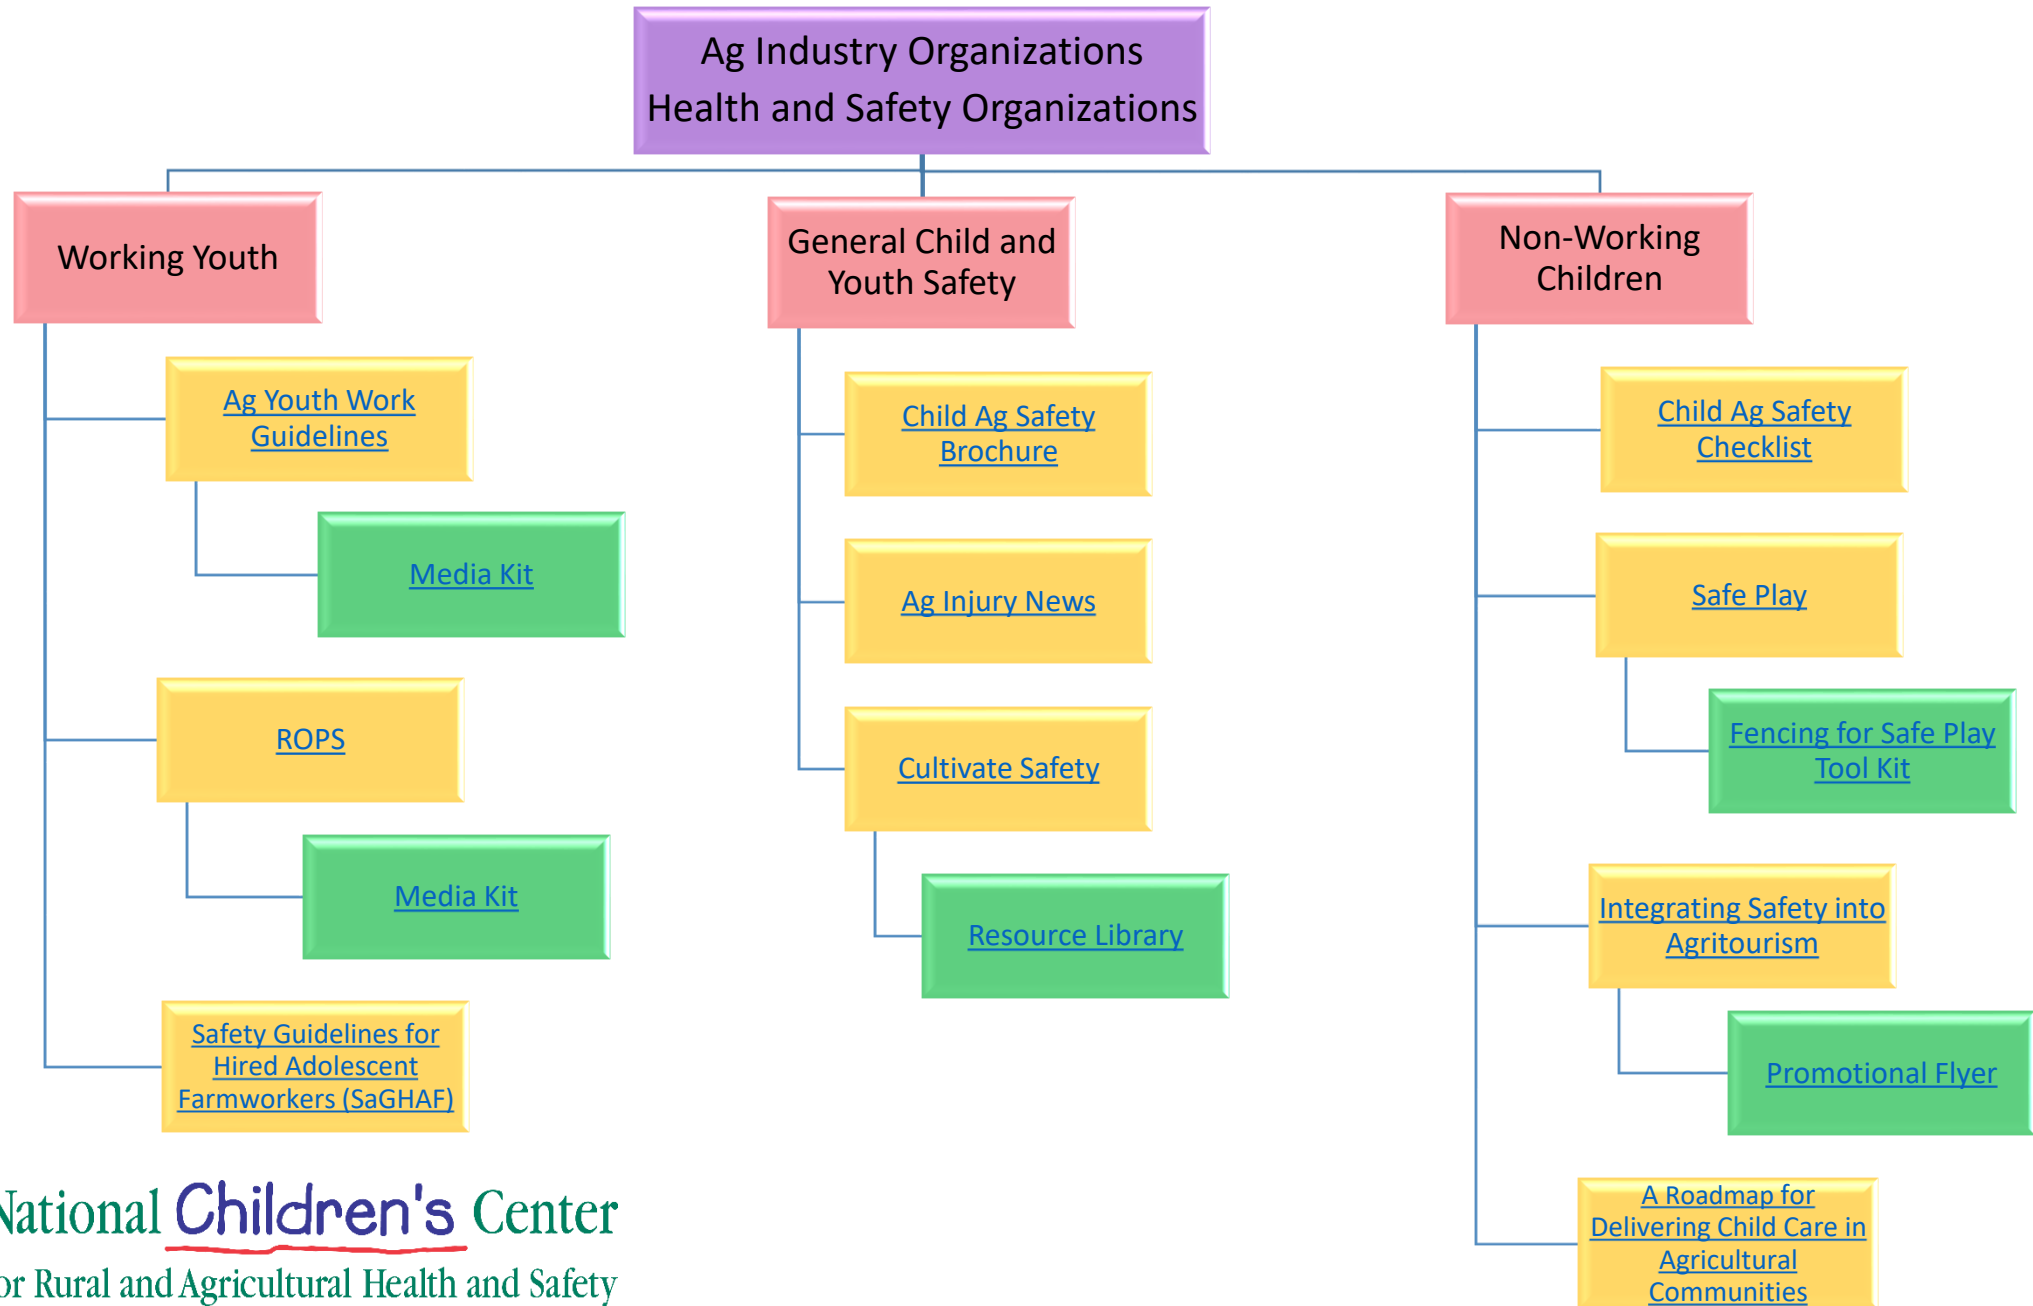 Ag Industry Organizations
Health and Safety Organizations
Working Youth
Ag Youth Work
Guidelines
Media Kit
ROPS
Media Kit
Safety Guidelines for
Hired Adolescent
Farmworkers (SaGHAF)
General Child and
Youth Safety
Child Ag Safety
Brochure
Ag Injury News
Cultivate Safety
Resource Library
Non-Working
Children
Child Ag Safety
Checklist
Safe Play
Fencing for Safe Play
Tool Kit
Integrating Safety into
Agritourism
Promotional Flyer
A Roadmap for
Delivering Child Care in
Agricultural
Communities
National Children's Center
or Rural and Agricultural Health and Safety